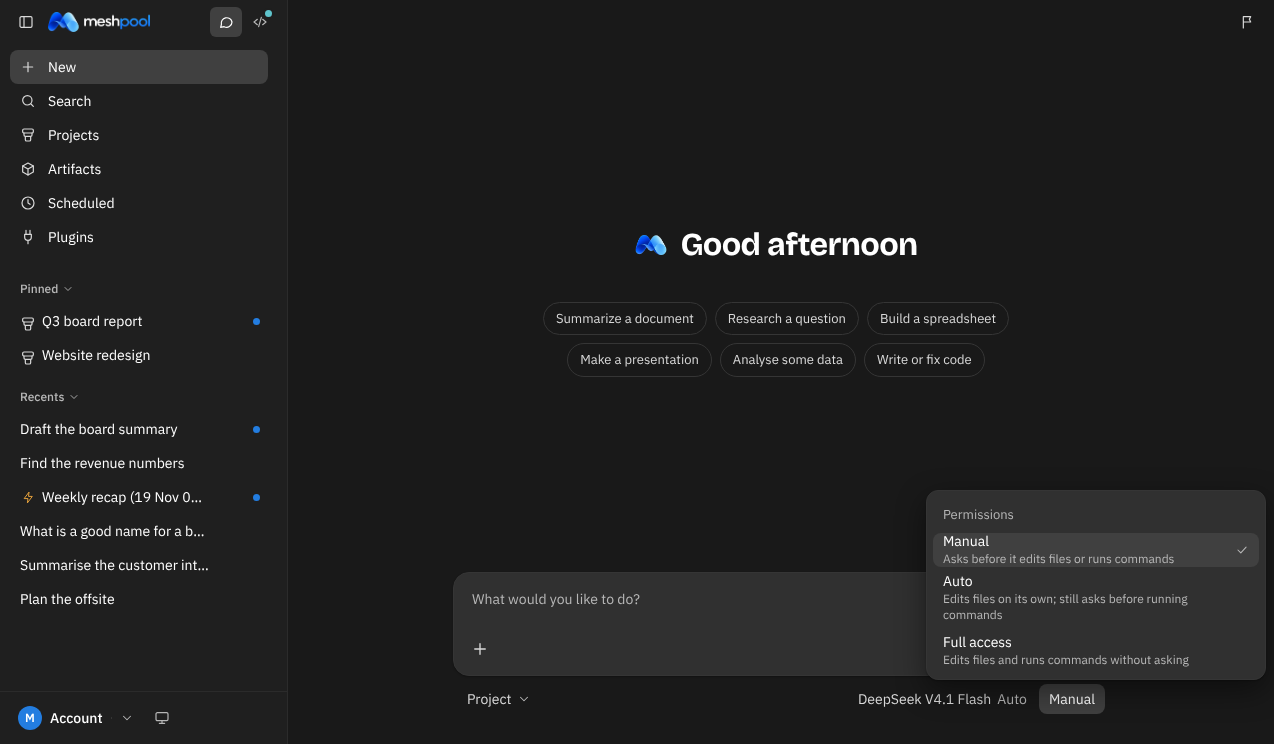 meshpool
New
Search
Projects
Artifacts
Scheduled
Plugins
Pinned
Q3 board report
Website redesign
Recents
Draft the board summary
Find the revenue numbers
Weekly recap (19 Nov 0...
What is a good name for a b...
Summarise the customer int...
Plan the offsite
M Account
Good afternoon
Summarize a document
Research a question
Build a spreadsheet
Make a presentation
Analyse some data
Write or fix code
What would you like to do?
Project
DeepSeek V4.1 Flash Auto
Manual
Permissions
Manual
Asks before it edits files or runs commands
Auto
Edits files on its own; still asks before running
commands
Full access
Edits files and runs commands without asking